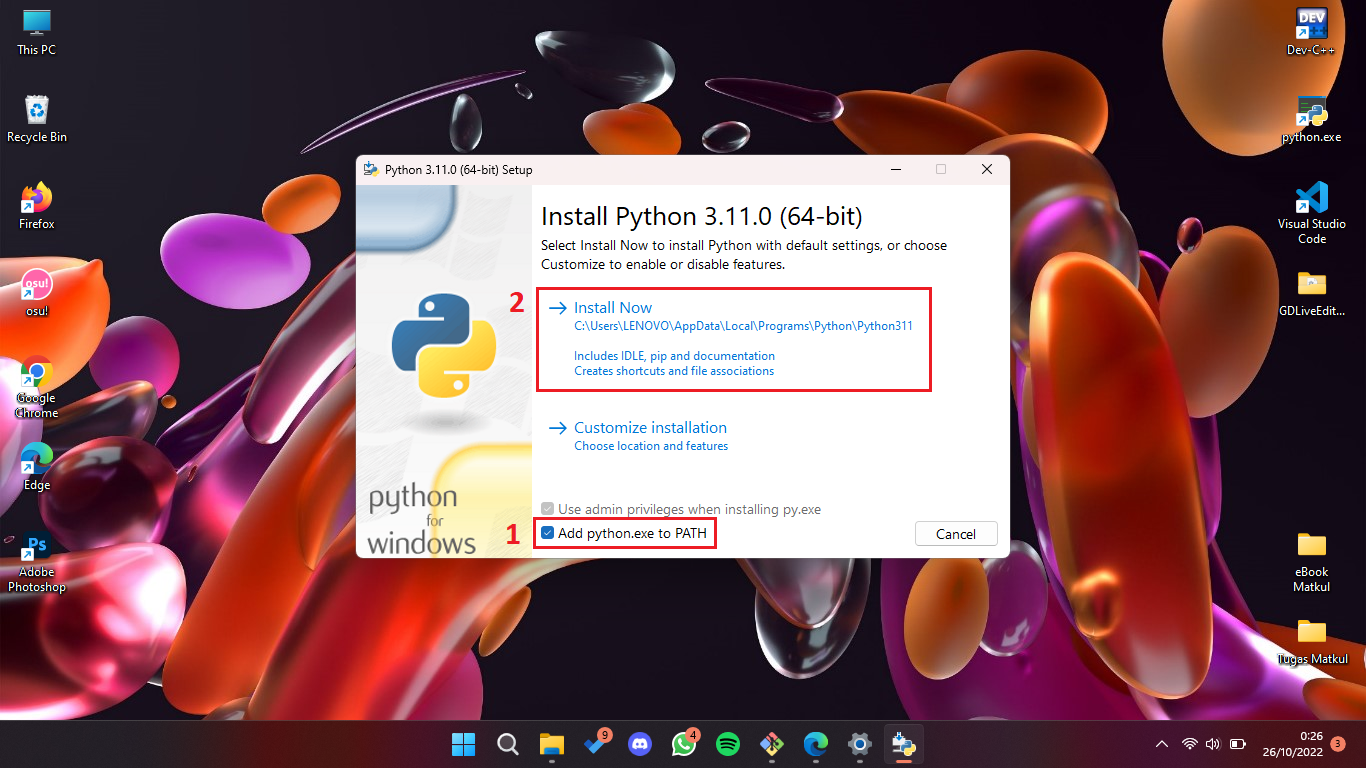 This PC
Recycle Bin
Firefox
osu!
osu!
Google
Chrome
Edge
Ps
Adobe
Photoshop
Python 3.11.0 (64-bit) Setup
Install Python 3.11.0 (64-bit)
Select Install Now to install Python with default settings, or choose
Customize to enable or disable features.
2
Install Now
C:\Users\LENOVO\AppData\Local\Programs\Python\Python311
Includes IDLE, pip and documentation
Creates shortcuts and file associations
Customize installation
Choose location and features
python
for
windows
Use admin privileges when installing py.exe
1
Add python.exe to PATH
Cancel
DEV
Dev-C++
python.exe
Visual Studio
Code
GDLiveEdit...
eBook
Matkul
Tugas Matkul
9
4
0:26
26/10/2022
3